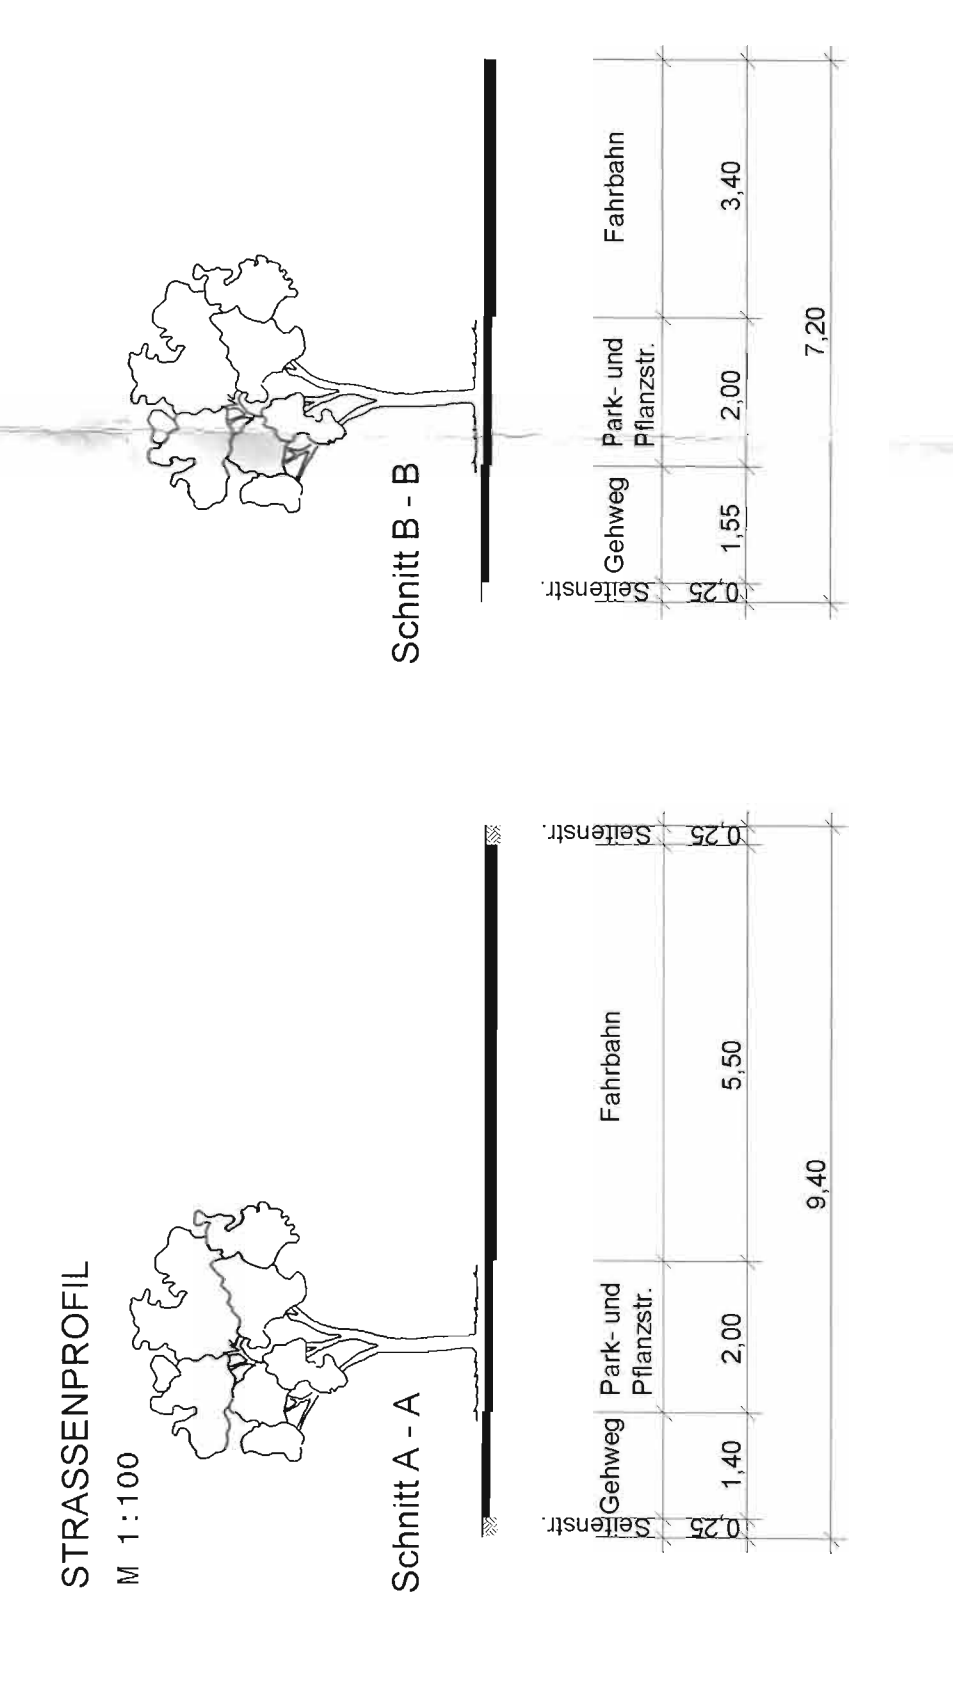 STRASSENPROFIL
M 1:100
Schnitt A - A
Seitenstr.
Gehweg
Park- und
Pflanzstr.
Fahrbahn
Seitenstr.
0,25
1,40
2,00
5,50
0,25
9,40
Schnitt B - B
Seitenstr.
Gehweg
Park- und
Pflanzstr.
Fahrbahn
0,25
1,55
2,00
3,40
7,20